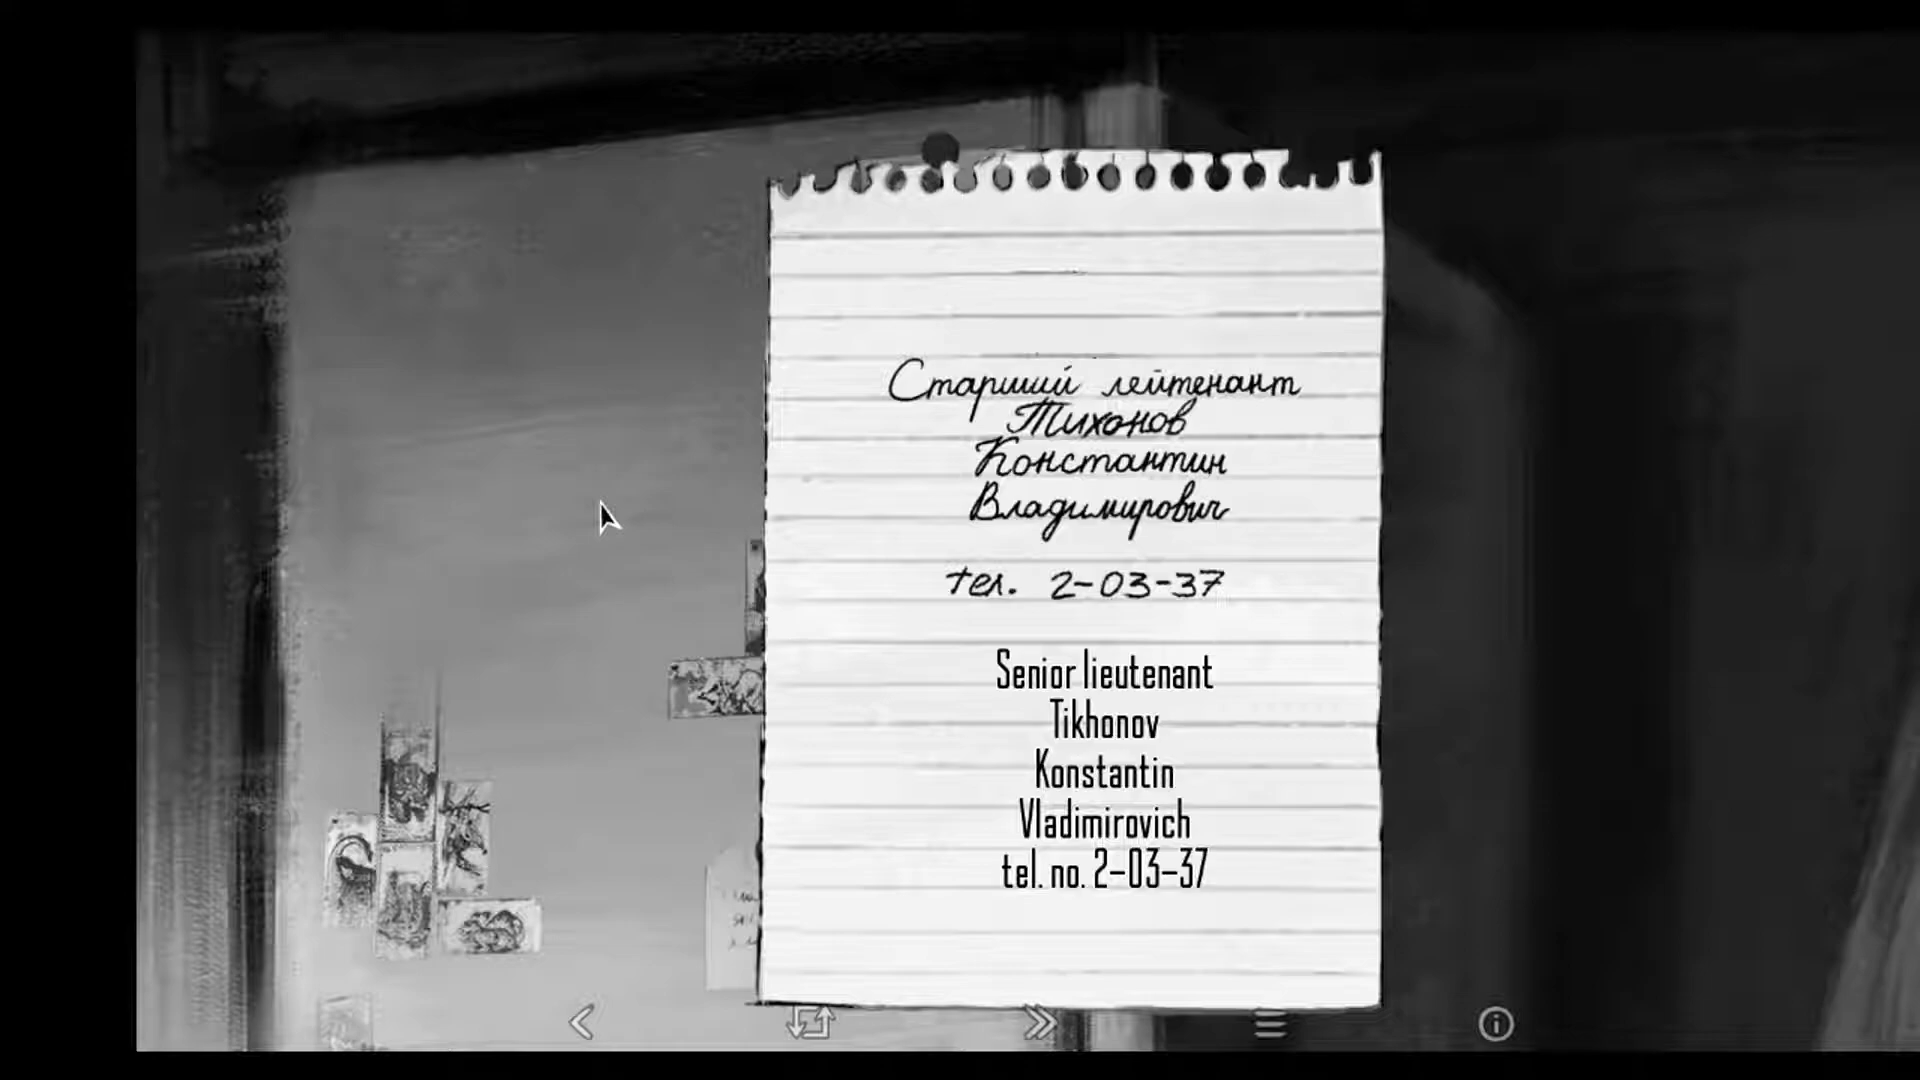 Старший лейтенант
Тихонов
Константин
Владимирович
тел. 2-03-37
Senior lieutenant
Tikhonov
Konstantin
Vladimirovich
tel. no. 2-03-37